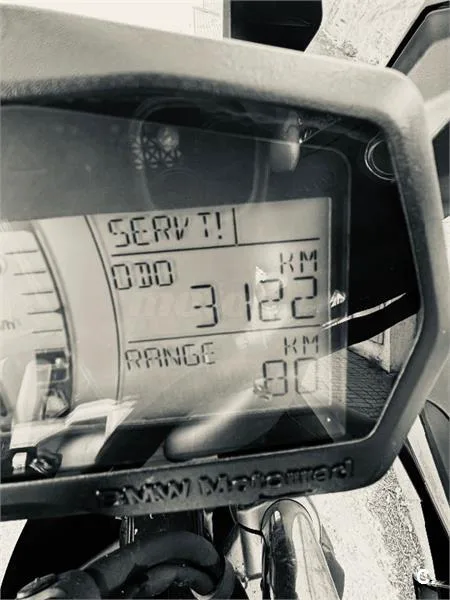 SERV T!
ODO KM
3122
RANGE KM
80
BMW Motorrad